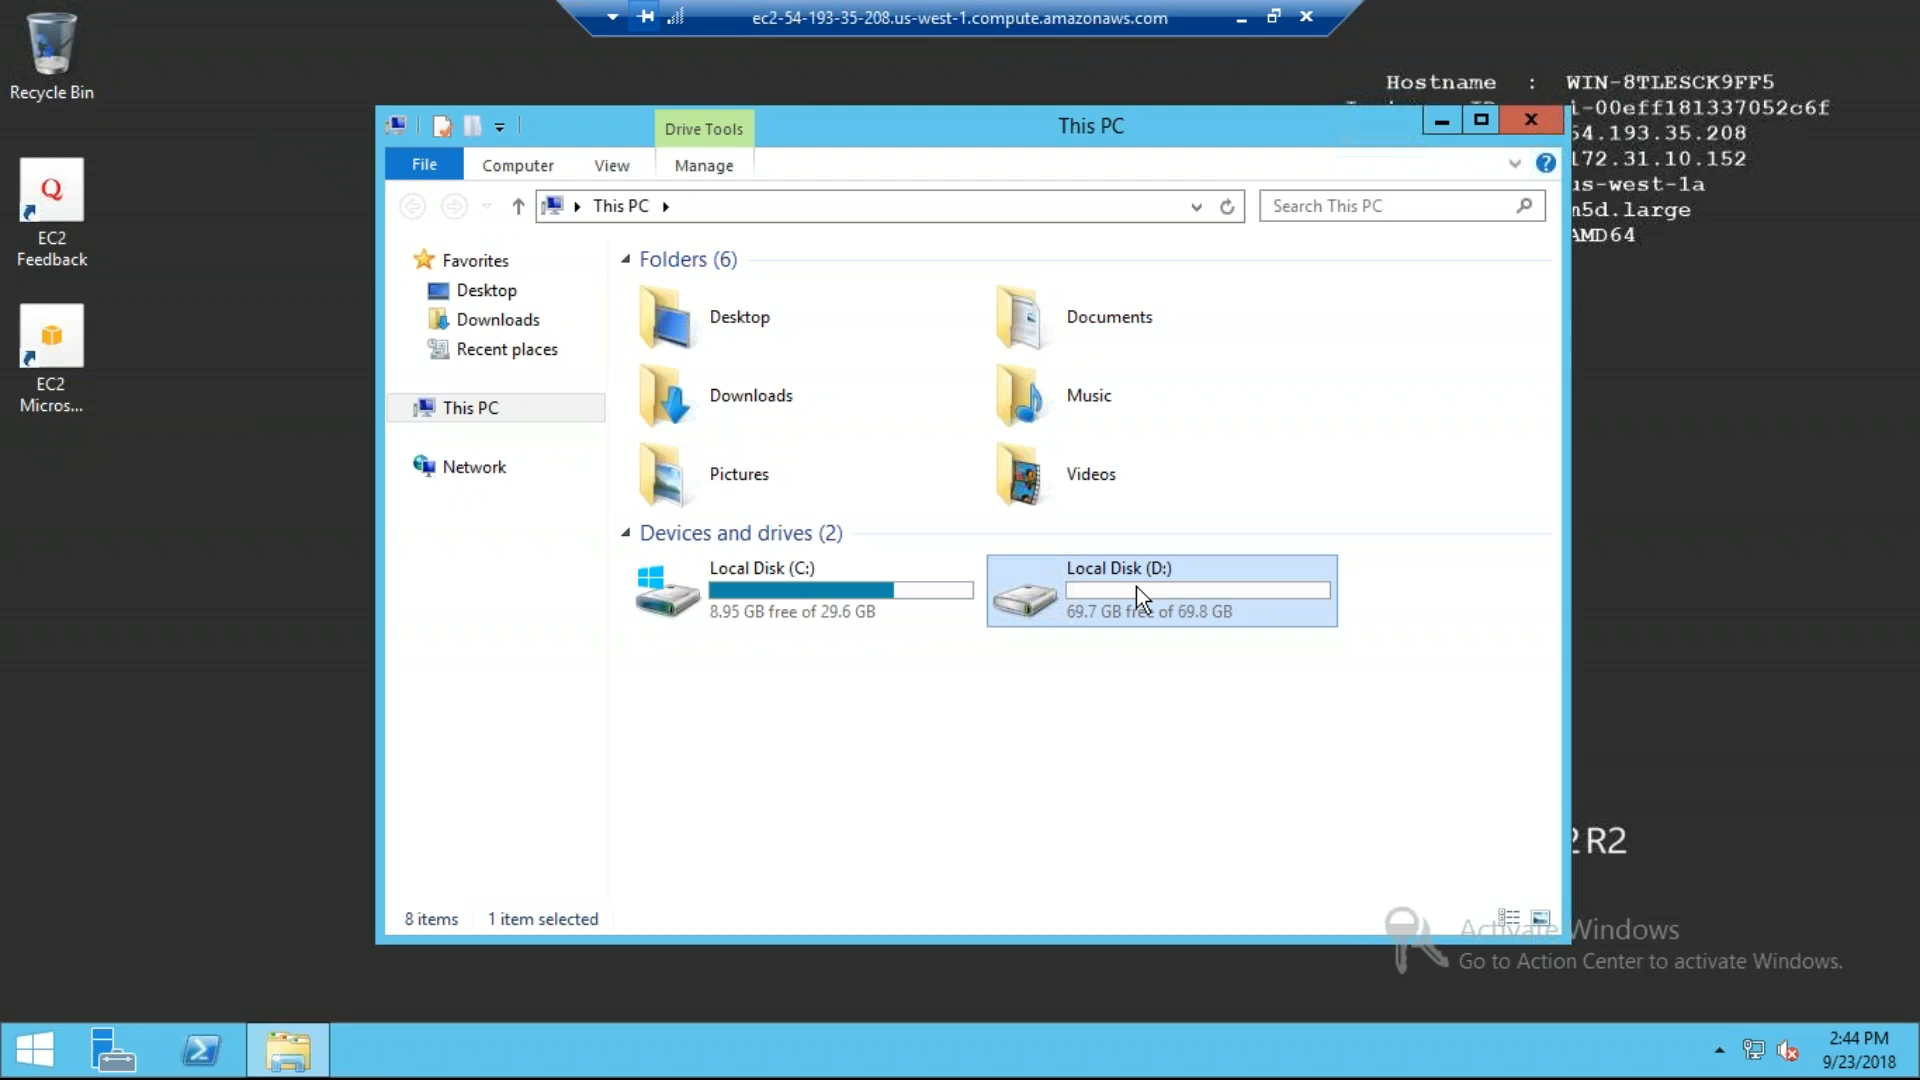 ec2-54-193-35-208.us-west-1.compute.amazonaws.com
Recycle Bin
EC2
Feedback
EC2
Micros...
Hostname : WIN-8TLESCK9FF5
i-00eff181337052c6f
54.193.35.208
172.31.10.152
us-west-1a
m5d.large
AMD64
Drive Tools
This PC
File Computer View Manage
This PC
Search This PC
Favorites
Desktop
Downloads
Recent places
This PC
Network
Folders (6)
Desktop
Documents
Downloads
Music
Pictures
Videos
Devices and drives (2)
Local Disk (C:)
8.95 GB free of 29.6 GB
Local Disk (D:)
69.7 GB free of 69.8 GB
8 items 1 item selected
2 R2
Activate Windows
Go to Action Center to activate Windows.
2:44 PM
9/23/2018